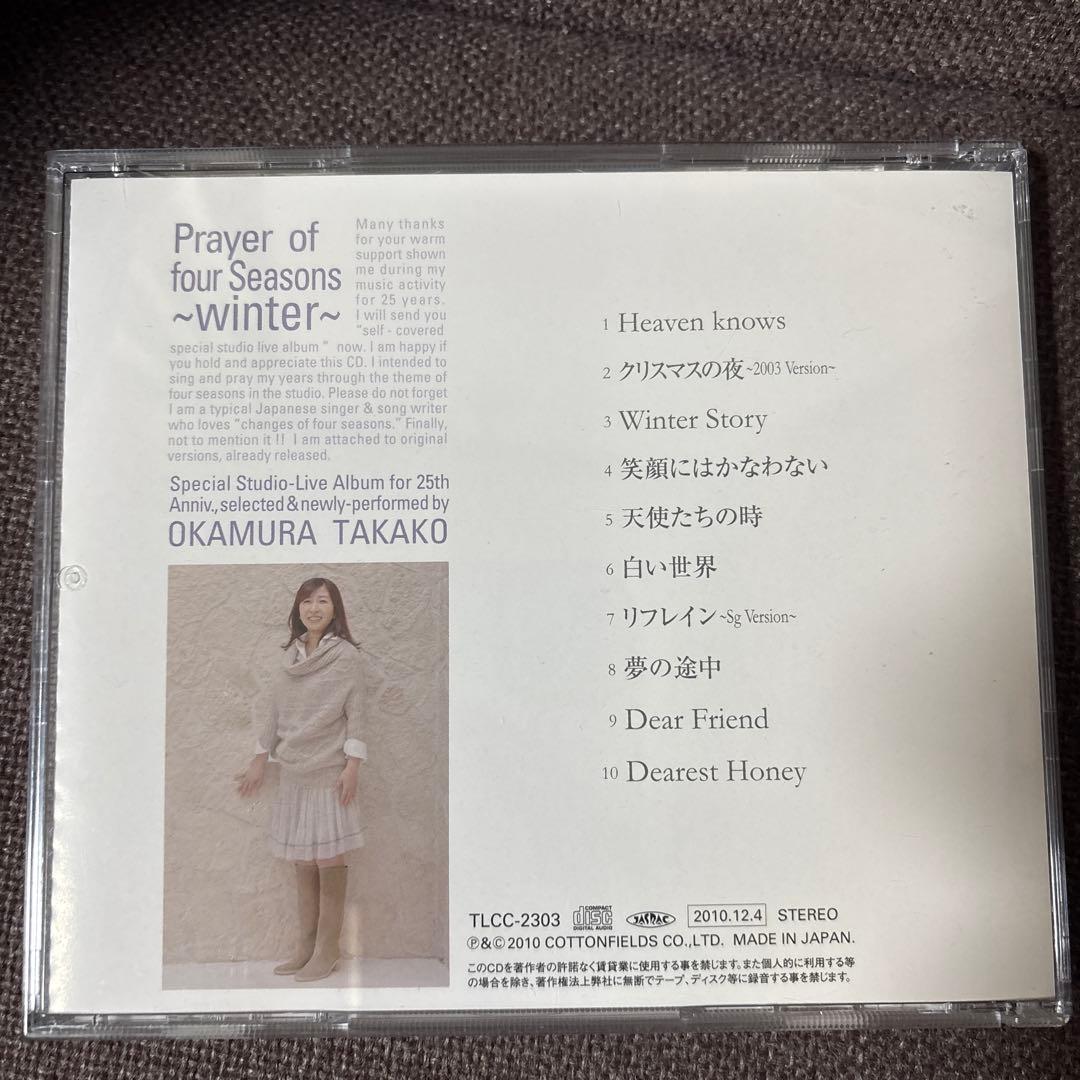 Prayer of
four Seasons
~winter~
Many thanks
for your warm
support shown
me during my
music activity
for 25 years.
I will send you
"self - covered
special studio live album " now. I am happy if
you hold and appreciate this CD. I intended to
sing and pray my years through the theme of
four seasons in the studio. Please do not forget
I am a typical Japanese singer & song writer
who loves "changes of four seasons." Finally,
not to mention it !! I am attached to original
versions, already released.
Special Studio-Live Album for 25th
Anniv., selected & newly-performed by
OKAMURA TAKAKO
1 Heaven knows
2 クリスマスの夜 ~2003 Version~
3 Winter Story
4 笑顔にはかなわない
5 天使たちの時
6 白い世界
7 リフレイン ~Sg Version~
8 夢の途中
9 Dear Friend
10 Dearest Honey
TLCC-2303 COMPACT disc DIGITAL AUDIO JASRAC 2010.12.4 STEREO
℗&© 2010 COTTONFIELDS CO.,LTD. MADE IN JAPAN.
このCDを著作者の許諾なく賃貸業に使用する事を禁じます。また個人的に利用する等
の場合を除き、著作権法上弊社に無断でテープ、ディスク等に録音する事を禁じます。